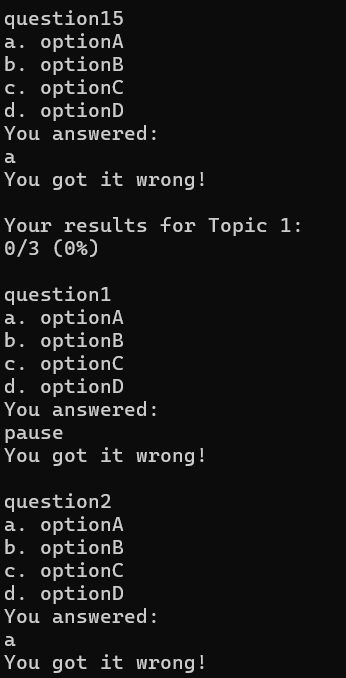 question15
a. optionA
b. optionB
c. optionC
d. optionD
You answered:
a
You got it wrong!
Your results for Topic 1:
0/3 (0%)
question1
a. optionA
b. optionB
c. optionC
d. optionD
You answered:
pause
You got it wrong!
question2
a. optionA
b. optionB
c. optionC
d. optionD
You answered:
a
You got it wrong!